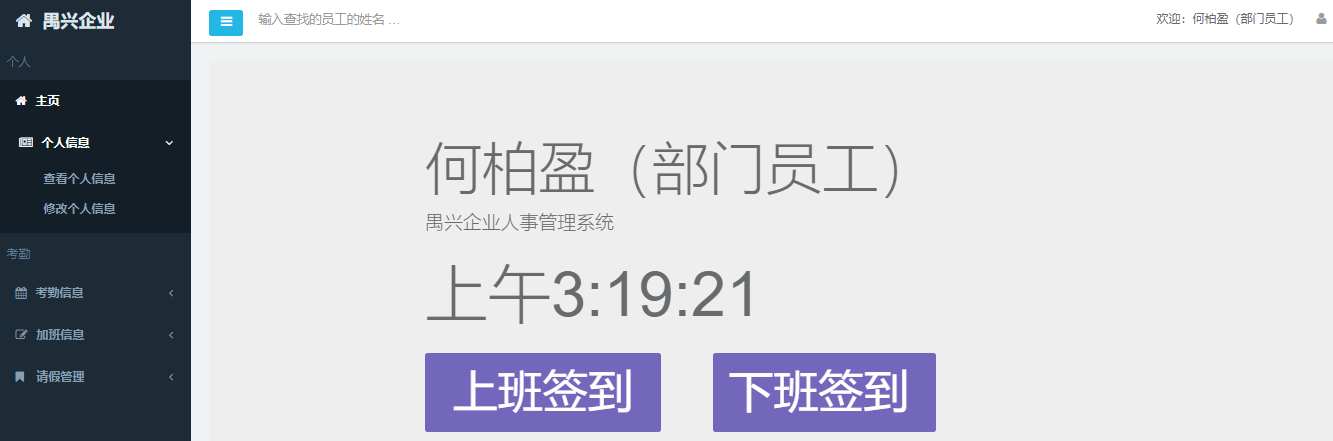 禺兴企业
输入查找的员工的姓名 ...
欢迎：何柏盈（部门员工）
个人
主页
个人信息
查看个人信息
修改个人信息
考勤
考勤信息
加班信息
请假管理
何柏盈（部门员工）
禺兴企业人事管理系统
上午3:19:21
上班签到
下班签到